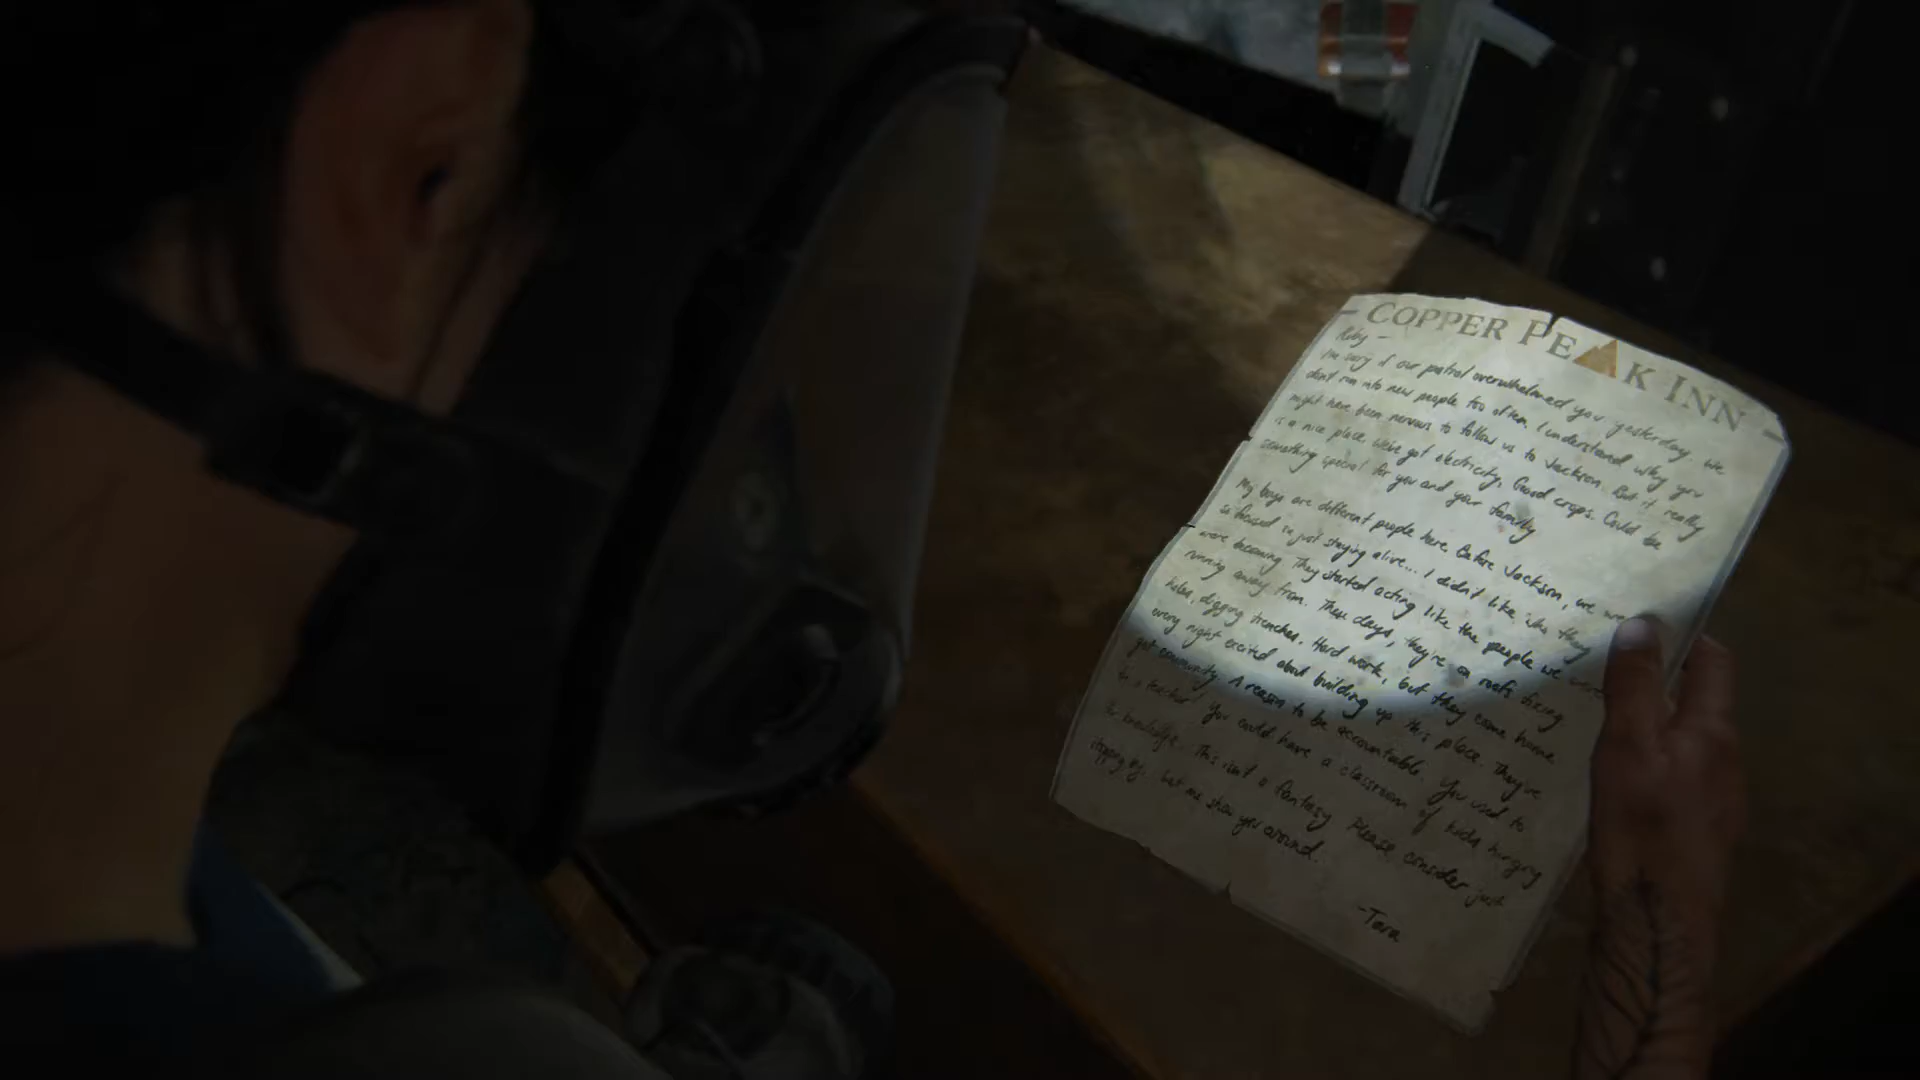 COPPER PEAK INN
Ruby -
I'm sorry if our patrol overwhelmed you yesterday. We
don't run into new people too often. I understand why you
might have been nervous to follow us to Jackson. But it really
is a nice place. We've got electricity. Good crops. Could be
something special for you and your family
My boys are different people here. Before Jackson, we were
so focused on just staying alive... I didn't like who they
were becoming. They started acting like the people we were
running away from. These days, they're on roofs fixing
holes, digging trenches. Hard work, but they come home
every night excited about building up this place. They've
got community. A reason to be accountable. You used to
be a teacher! You could have a classroom of kids hungry
for knowledge. This isn't a fantasy. Please consider just
stopping by. Let me show you around.
-Tara